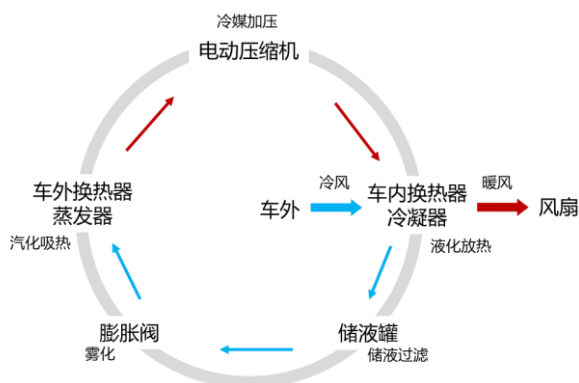 冷媒加压
电动压缩机
车外换热器
蒸发器
汽化吸热
车外
冷风
车内换热器
冷凝器
液化放热
暖风
风扇
膨胀阀
雾化
储液罐
储液过滤